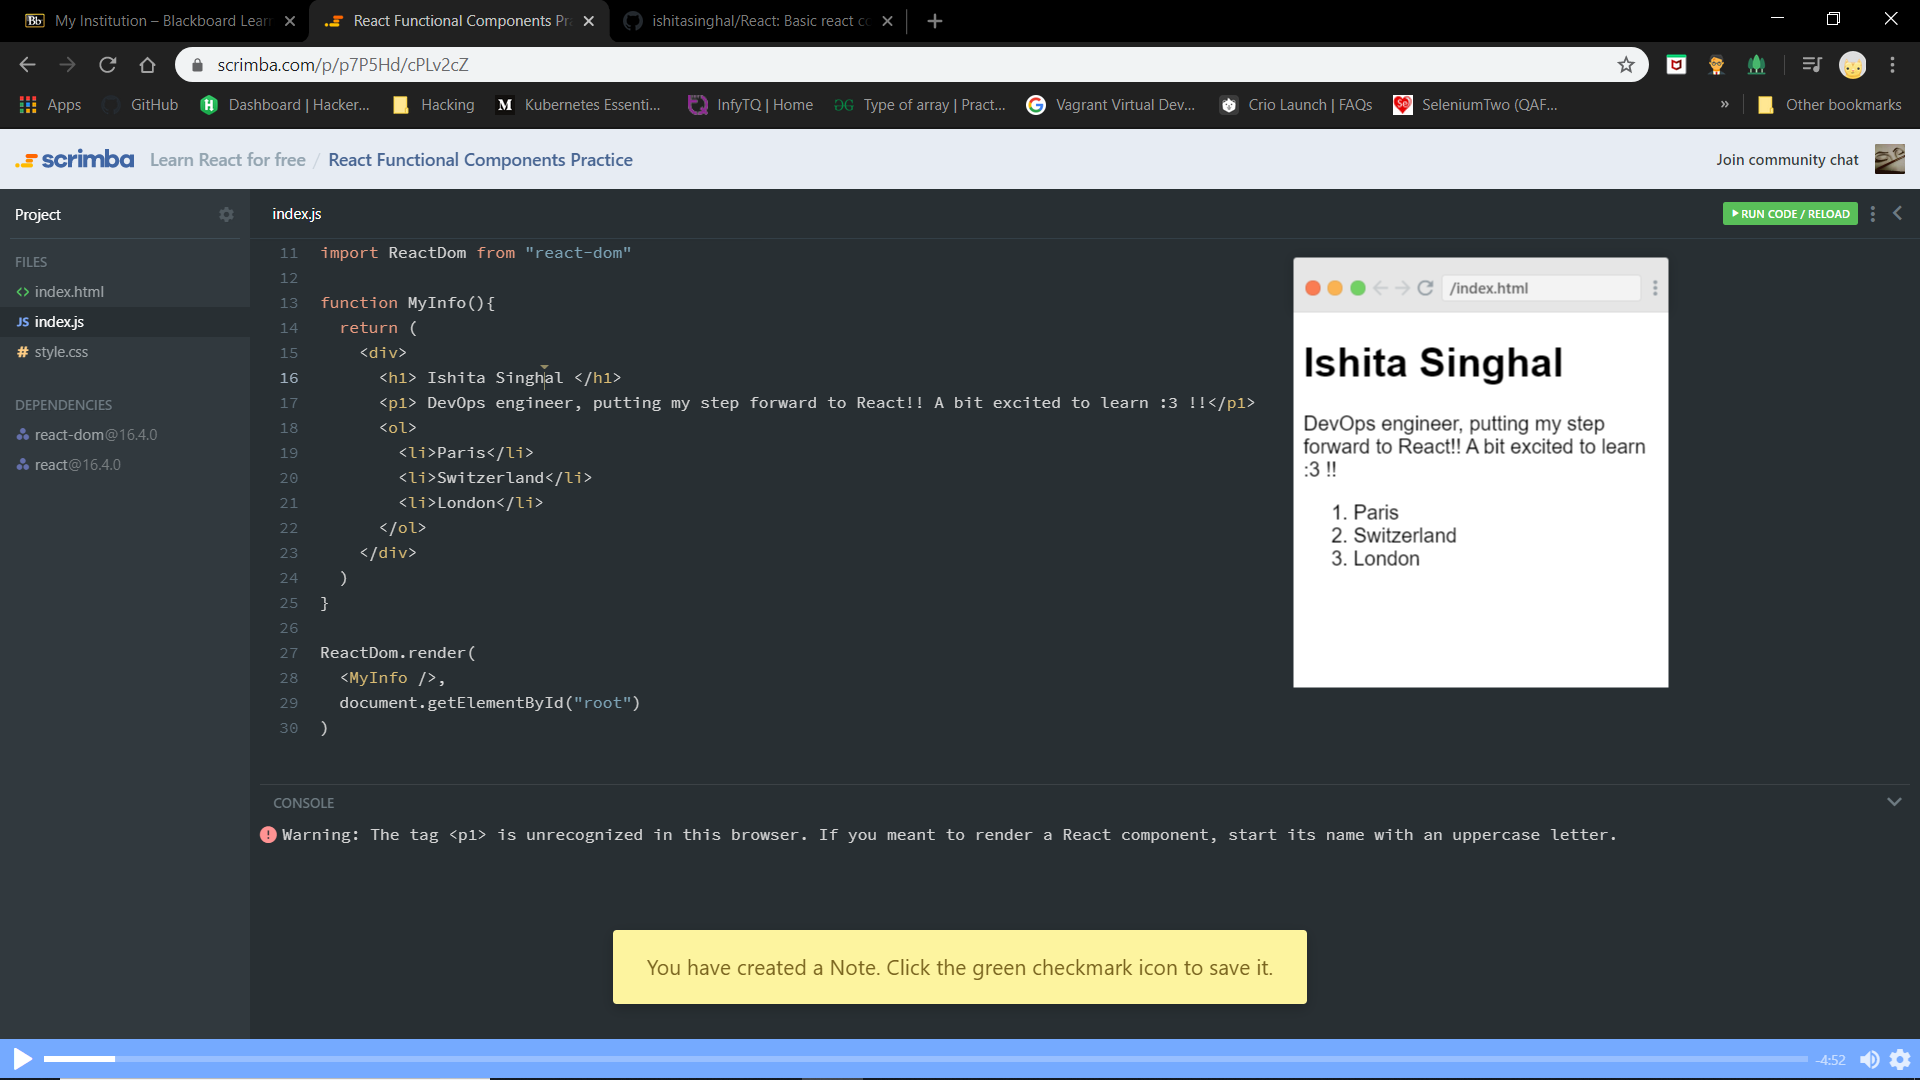 My Institution – Blackboard Lear
React Functional Components Pr
ishitasinghal/React: Basic react co
scrimba.com/p/p7P5Hd/cPLv2cZ
Apps GitHub Dashboard | Hacker... Hacking Kubernetes Essenti... InfyTQ | Home Type of array | Pract... Vagrant Virtual Dev... Crio Launch | FAQs SeleniumTwo (QAF... » Other bookmarks
scrimba Learn React for free / React Functional Components Practice Join community chat
Project
FILES
<> index.html
JS index.js
# style.css
DEPENDENCIES
react-dom@16.4.0
react@16.4.0
index.js
RUN CODE / RELOAD
11 import ReactDom from "react-dom"
12
13 function MyInfo(){
14 return (
15 <div>
16 <h1> Ishita Singhal </h1>
17 <p1> DevOps engineer, putting my step forward to React!! A bit excited to learn :3 !!</p1>
18 <ol>
19 <li>Paris</li>
20 <li>Switzerland</li>
21 <li>London</li>
22 </ol>
23 </div>
24 )
25 }
26
27 ReactDom.render(
28 <MyInfo />,
29 document.getElementById("root")
30 )
/index.html
Ishita Singhal
DevOps engineer, putting my step
forward to React!! A bit excited to learn
:3 !!
1. Paris
2. Switzerland
3. London
CONSOLE
Warning: The tag <p1> is unrecognized in this browser. If you meant to render a React component, start its name with an uppercase letter.
You have created a Note. Click the green checkmark icon to save it.
-4:52